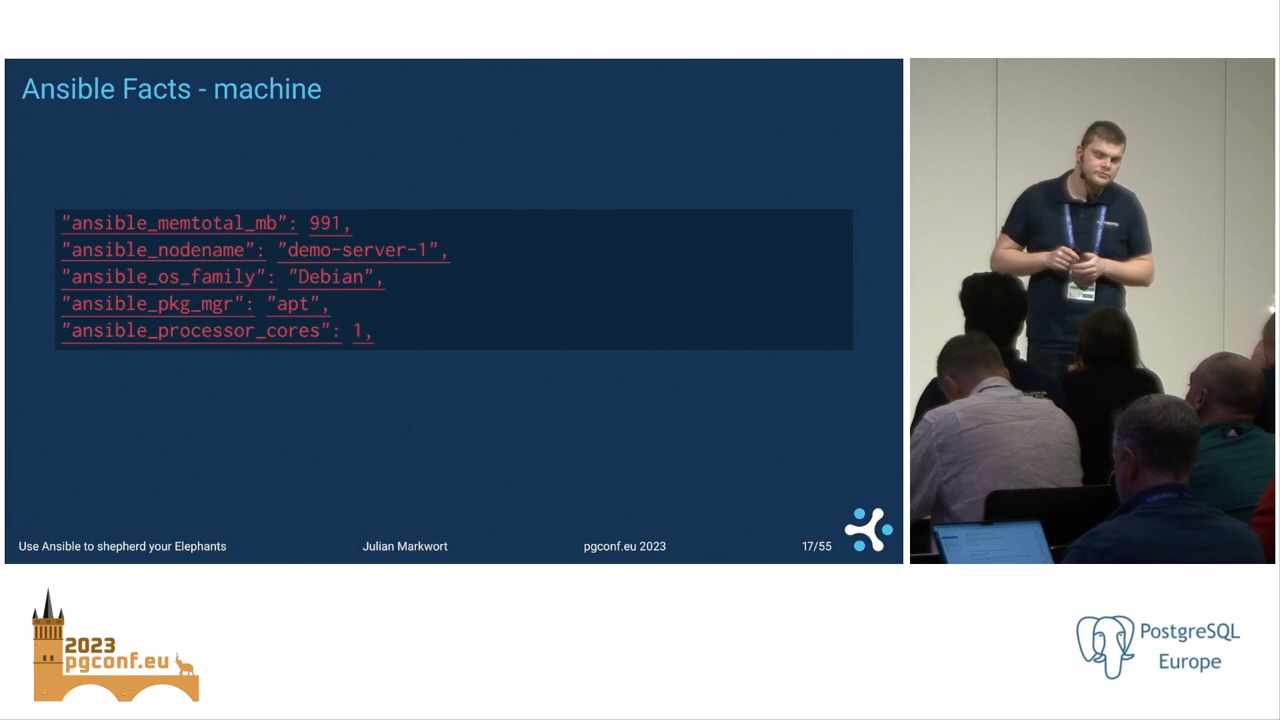 Ansible Facts - machine
"ansible_memtotal_mb": 991,
"ansible_nodename": "demo-server-1",
"ansible_os_family": "Debian",
"ansible_pkg_mgr": "apt",
"ansible_processor_cores": 1,
Use Ansible to shepherd your Elephants
Julian Markwort
pgconf.eu 2023
17/55
2023
pgconf.eu
PostgreSQL
Europe